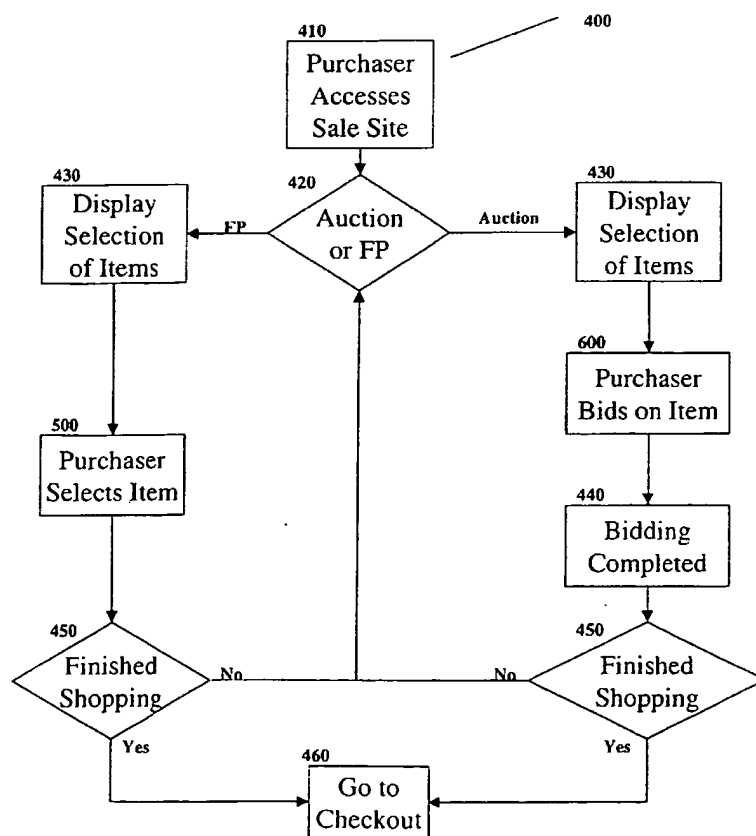 410
400
Purchaser
Accesses
Sale Site
430
420
430
Display
Selection
of Items
FP
Auction
or FP
Auction
Display
Selection
of Items
600
Purchaser
Bids on Item
500
Purchaser
Selects Item
440
Bidding
Completed
450
450
Finished
Shopping
No
No
Finished
Shopping
Yes
Yes
460
Go to
Checkout